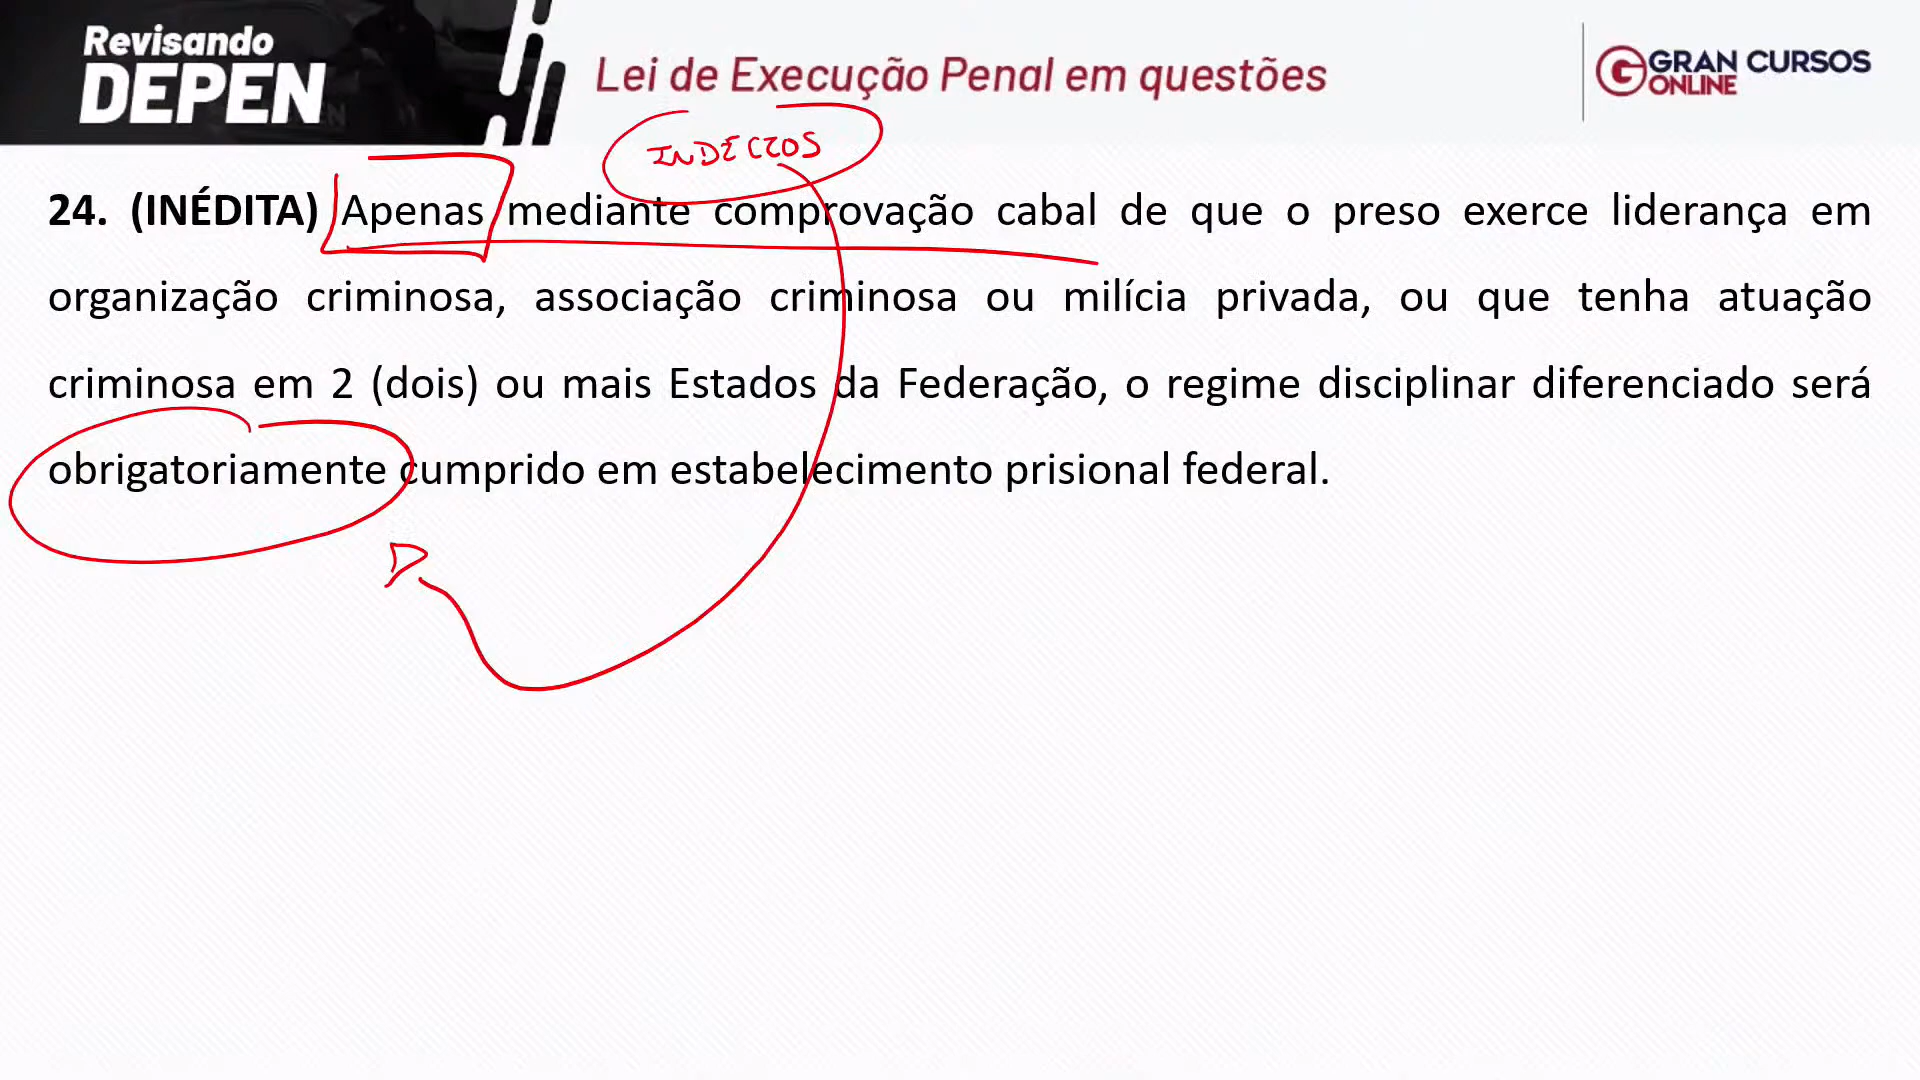 Revisando
DEPEN
Lei de Execução Penal em questões
GRAN CURSOS
ONLINE
INDICIOS
24. (INÉDITA) Apenas mediante comprovação cabal de que o preso exerce liderança em
organização criminosa, associação criminosa ou milícia privada, ou que tenha atuação
criminosa em 2 (dois) ou mais Estados da Federação, o regime disciplinar diferenciado será
obrigatoriamente cumprido em estabelecimento prisional federal.